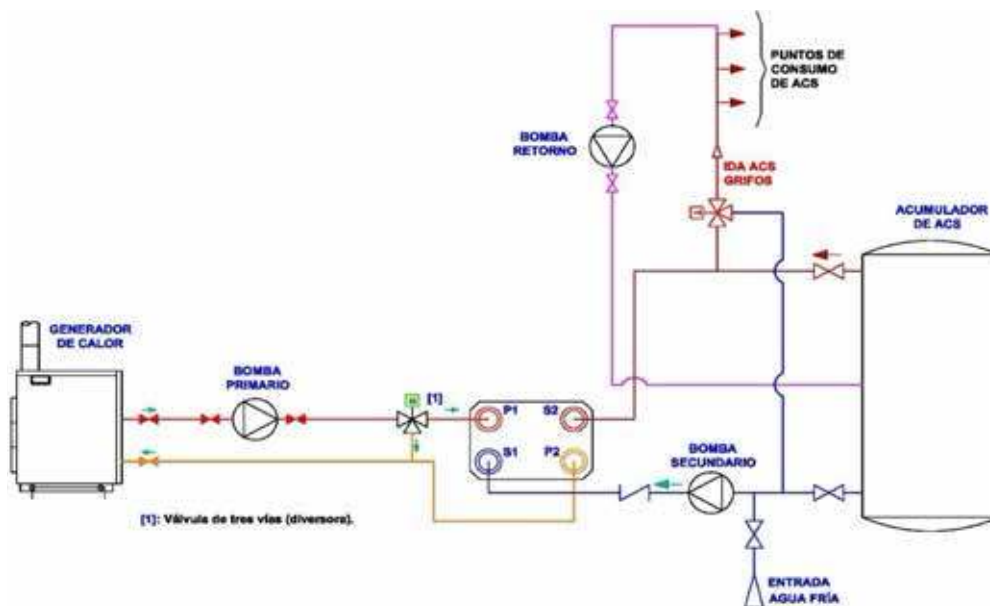 PUNTOS DE
CONSUMO
DE ACS
BOMBA
RETORNO
IDA ACS
GRIFOS
ACUMULADOR
DE ACS
GENERADOR
DE CALOR
BOMBA
PRIMARIO
M
[1]
P1
S2
S1
P2
BOMBA
SECUNDARIO
[1]: Válvula de tres vías (diversora).
ENTRADA
AGUA FRÍA